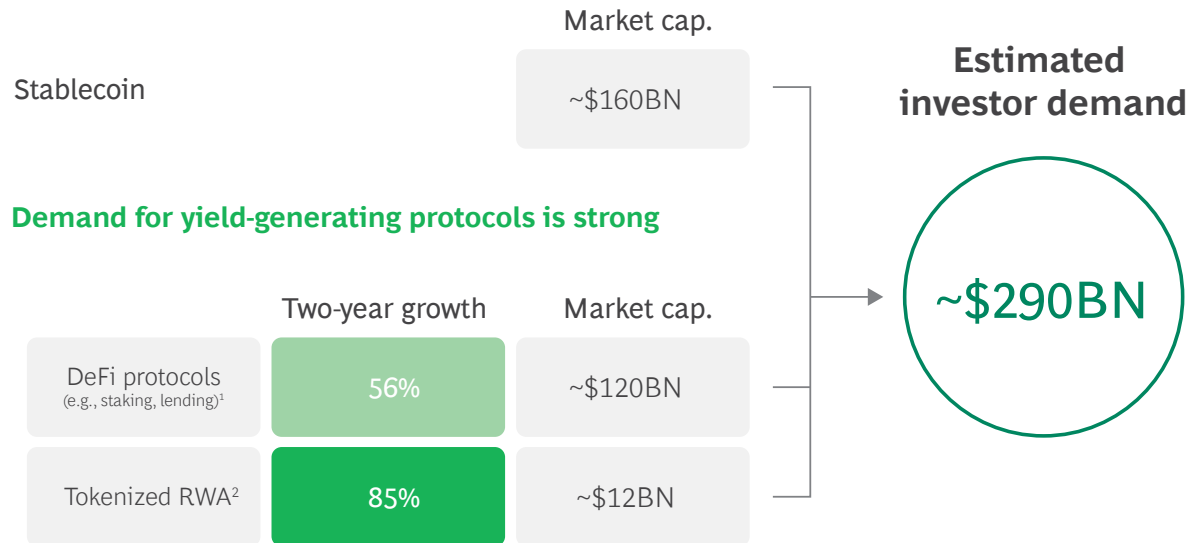 Market cap.
Stablecoin
~$160BN
Estimated
investor demand
Demand for yield-generating protocols is strong
~$290BN
Two-year growth
Market cap.
DeFi protocols
(e.g., staking, lending)¹
56%
~$120BN
Tokenized RWA²
85%
~$12BN